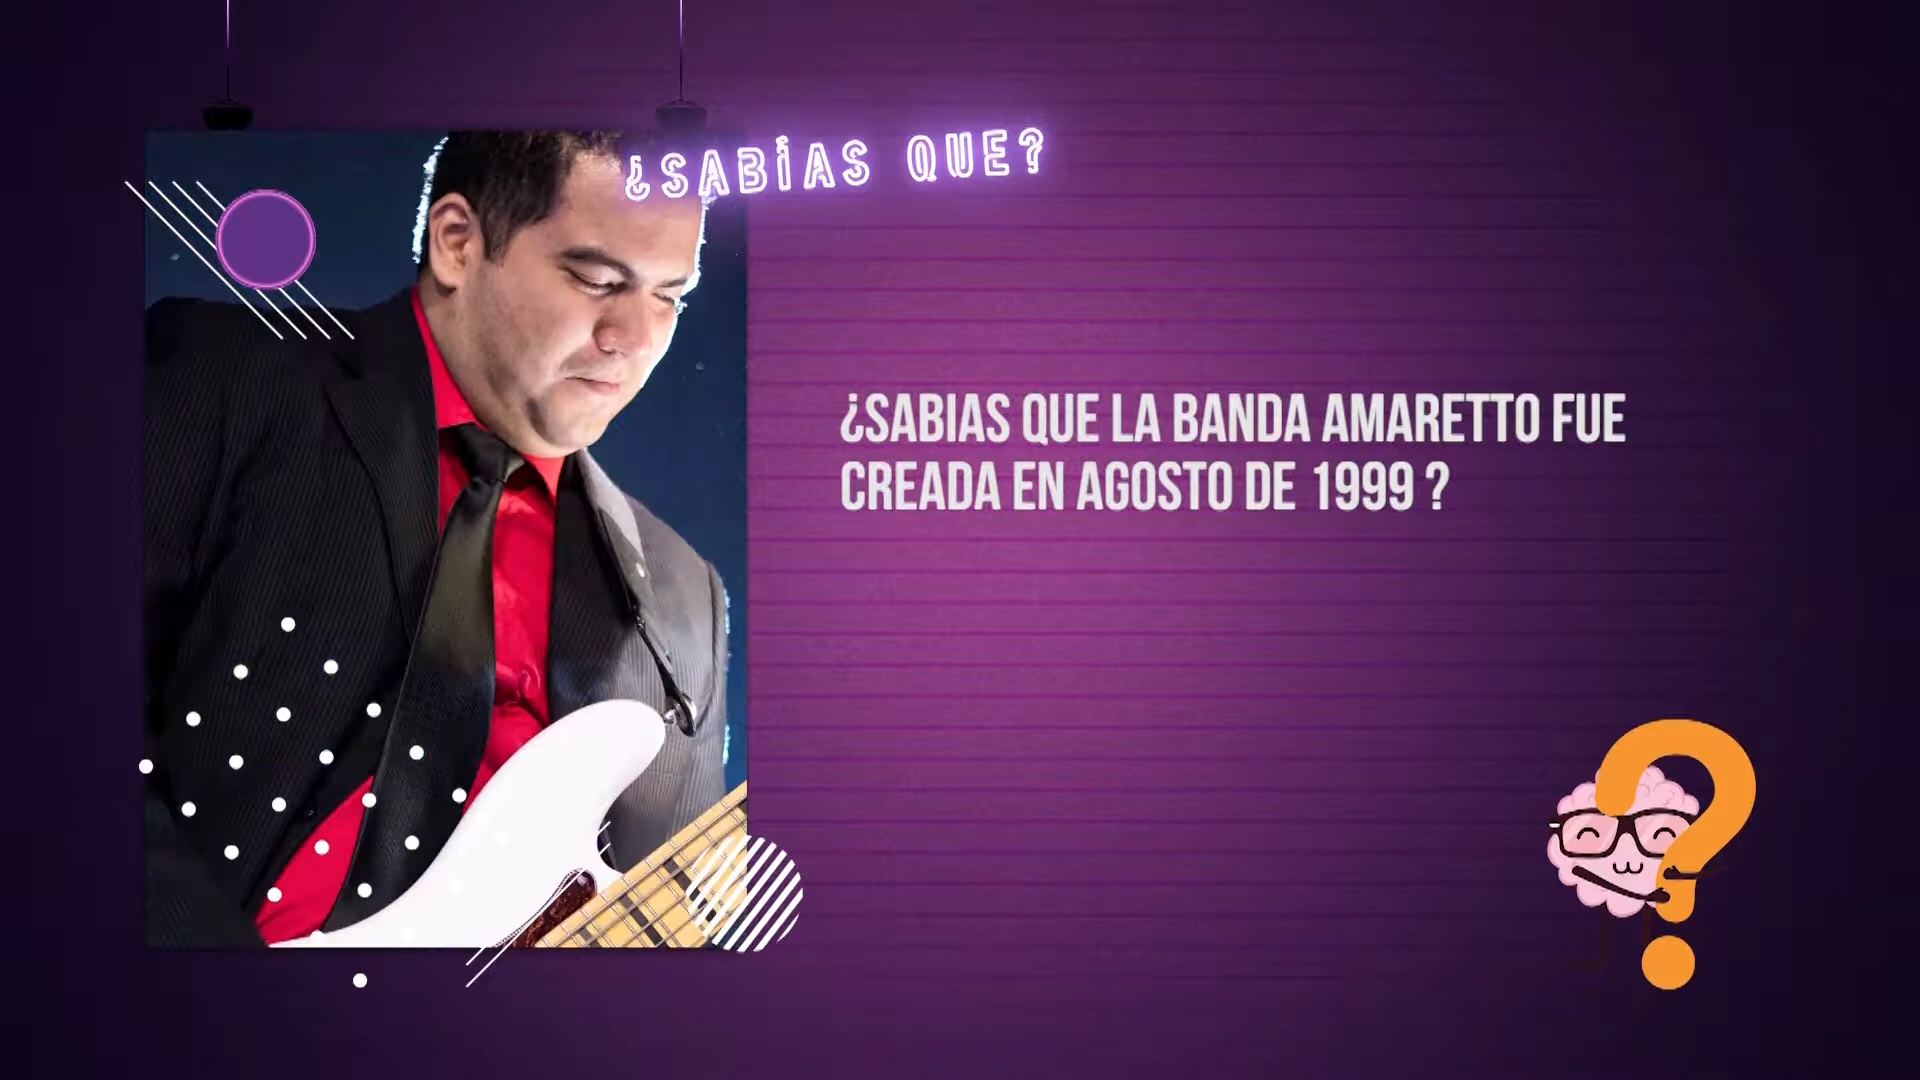 ¿SABÍAS QUE?
¿SABIAS QUE LA BANDA AMARETTO FUE
CREADA EN AGOSTO DE 1999 ?